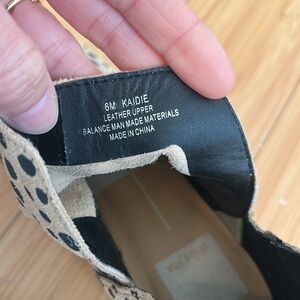 6M KAIDIE
LEATHER UPPER
BALANCE MAN MADE MATERIALS
MADE IN CHINA